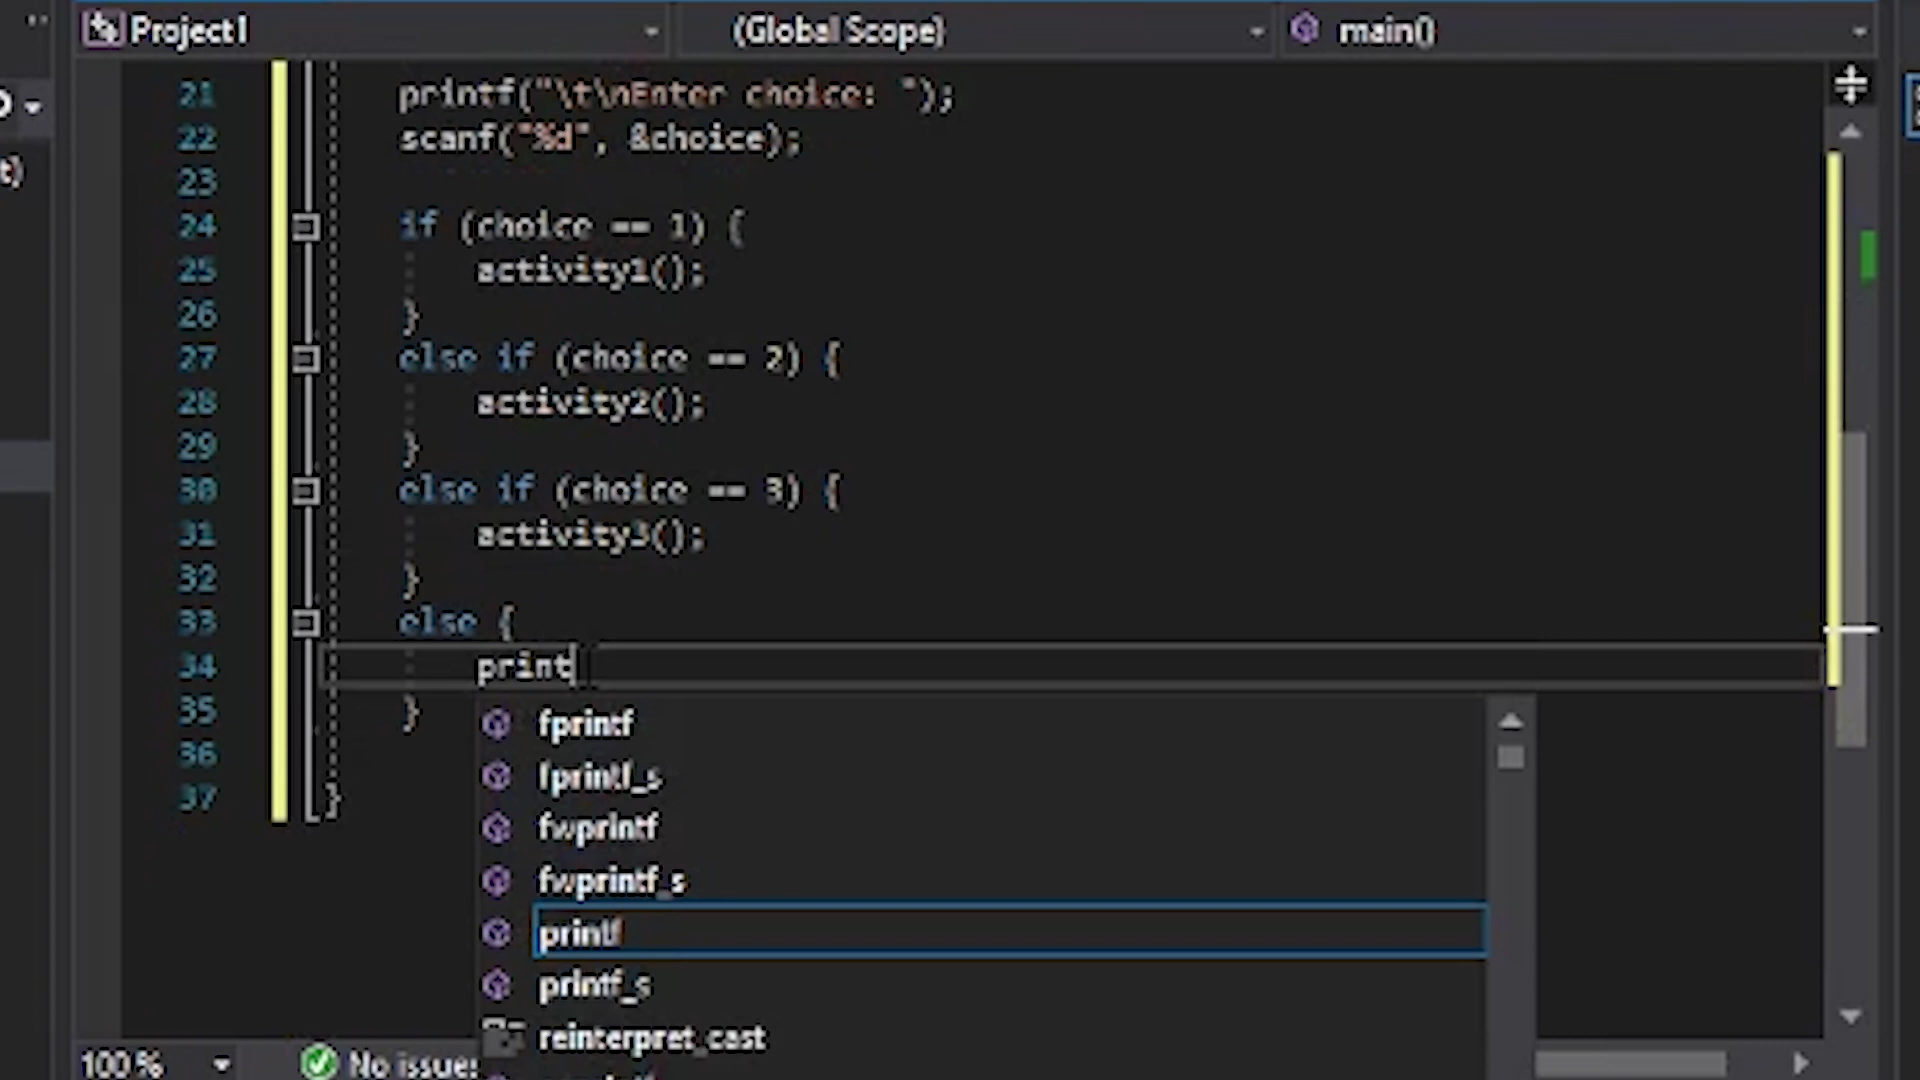 Project1 (Global Scope) main()
t)
21 printf("\t\nEnter choice: ");
22 scanf("%d", &choice);
23
24 if (choice == 1) {
25 activity1();
26 }
27 else if (choice == 2) {
28 activity2();
29 }
30 else if (choice == 3) {
31 activity3();
32 }
33 else {
34 print
35 }
36
37 }
fprintf
fprintf_s
fwprintf
fwprintf_s
printf
printf_s
reinterpret_cast
100 % No issues